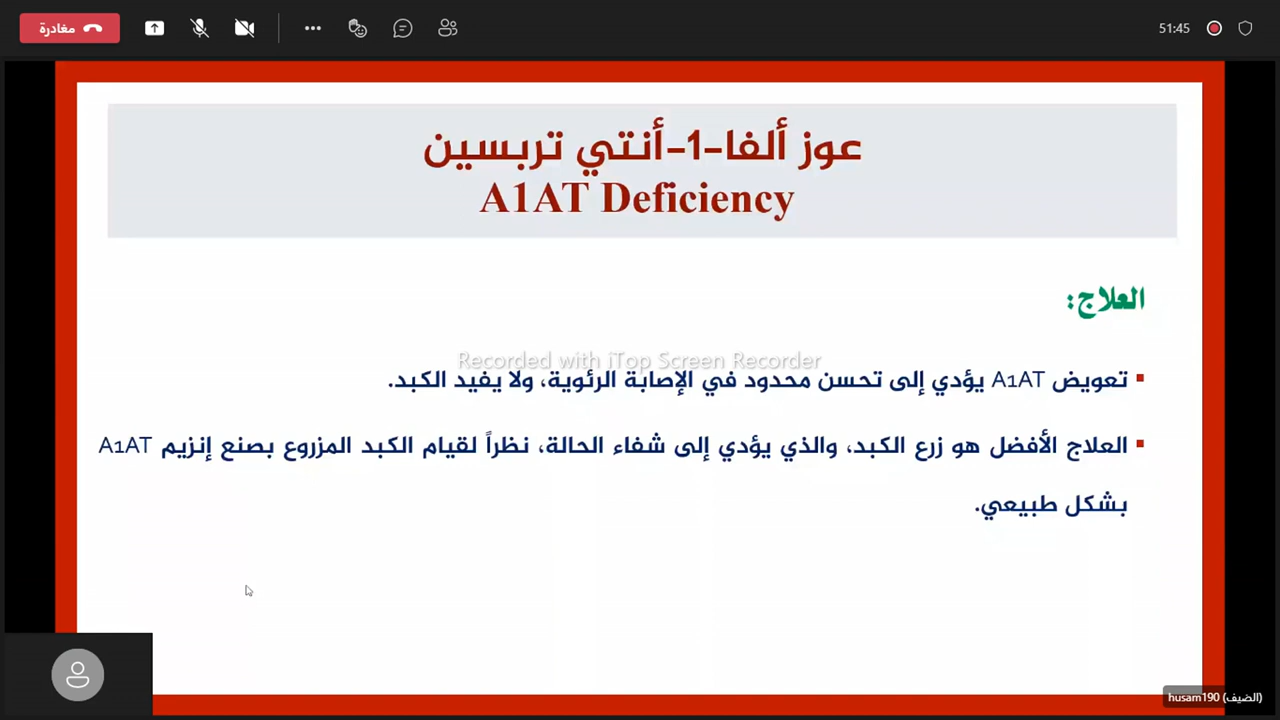 مغادرة
51:45
عوز ألفا-1-أنتي تربسين
A1AT Deficiency
العلاج:
Recorded with iTop Screen Recorder
▪ تعويض A1AT يؤدي إلى تحسن محدود في الإصابة الرئوية، ولا يفيد الكبد.
▪ العلاج الأفضل هو زرع الكبد، والذي يؤدي إلى شفاء الحالة، نظراً لقيام الكبد المزروع بصنع إنزيم A1AT
بشكل طبيعي.
husam190 (الضيف)